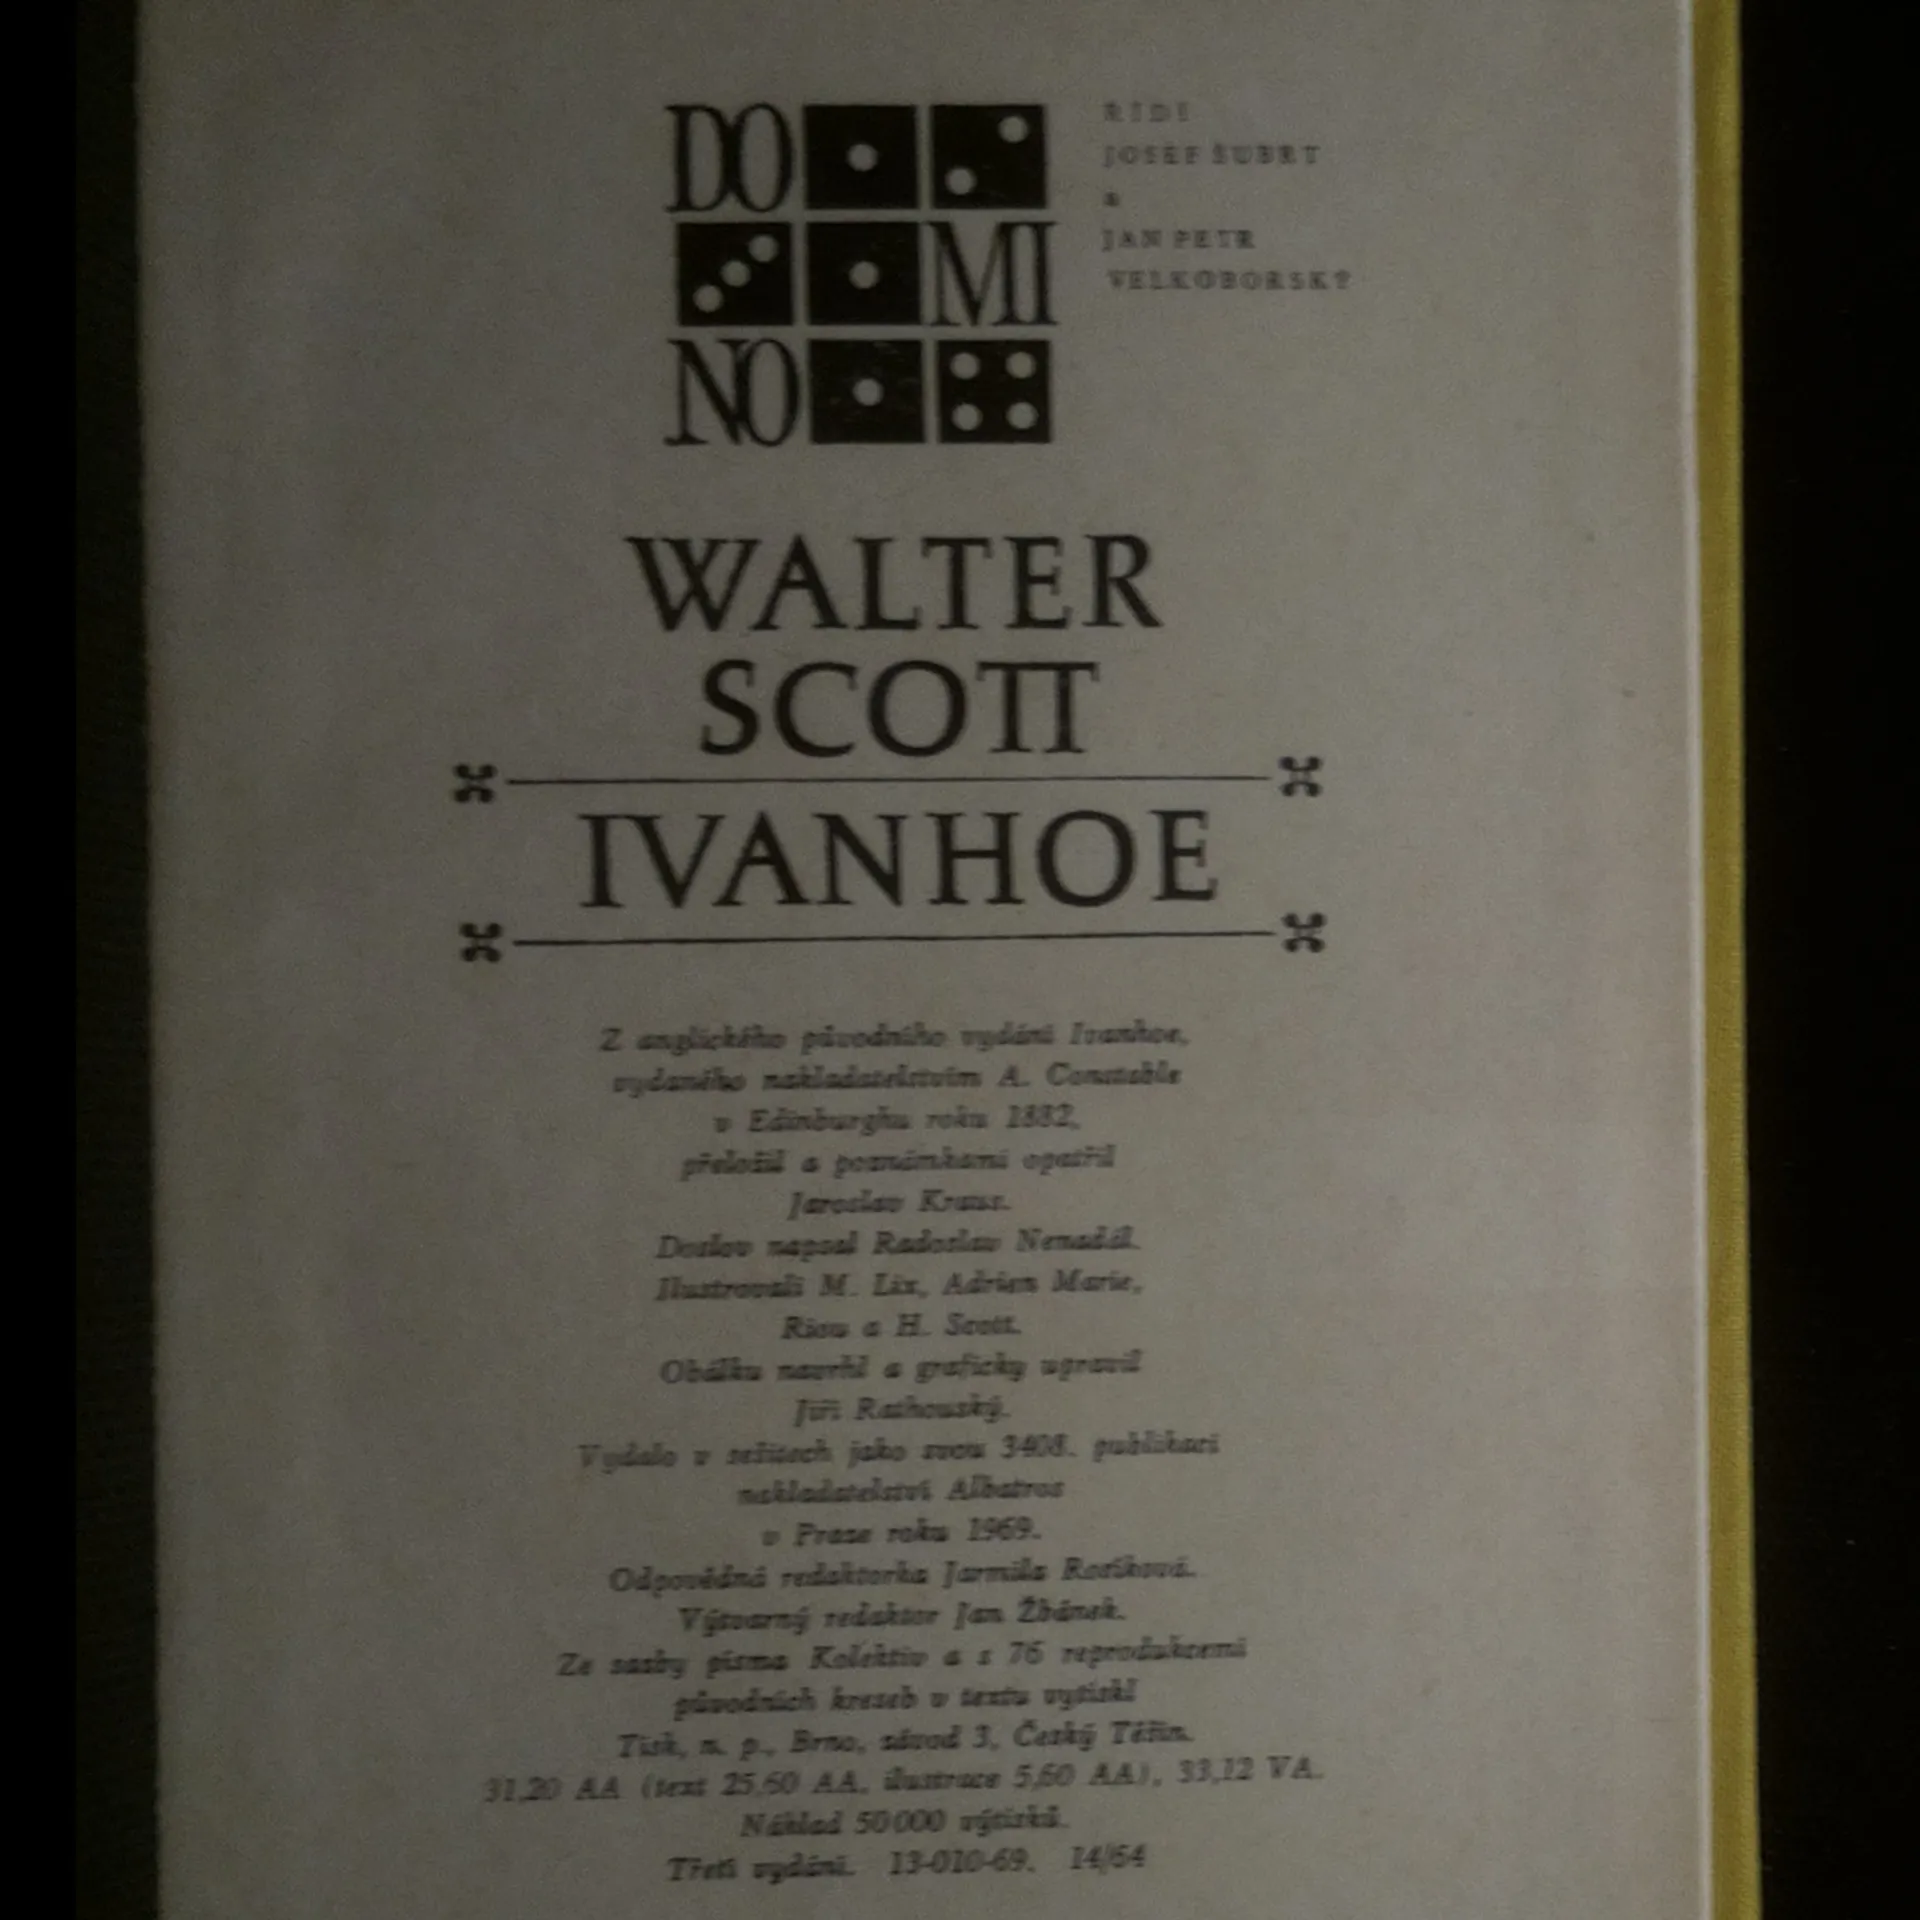 DO
MI
NO
ŘÍDÍ
JOSEF ŠUBRT
a
JAN PETR
VELKOBORSKÝ
WALTER
SCOTT
IVANHOE
Z anglického původního vydání Ivanhoe,
vydaného nakladatelstvím A. Constable
v Edinburghu roku 1882,
přeložil a poznámkami opatřil
Jaroslav Kraus.
Doslov napsal Radoslav Nenadál.
Ilustrovali M. Lix, Adrien Marie,
Riou a H. Scott.
Obálku navrhl a graficky upravil
Jiří Rathouský.
Vydalo v sešitech jako svou 3408. publikaci
nakladatelství Albatros
v Praze roku 1969.
Odpovědná redaktorka Jarmila Rosíková.
Výtvarný redaktor Jan Žbánek.
Ze sazby písma Kolektiv a s 76 reprodukcemi
původních kreseb v textu vytiskl
Tisk, n. p., Brno, závod 3, Český Těšín.
31,20 AA (text 25,60 AA, ilustrace 5,60 AA), 33,12 VA.
Náklad 50 000 výtisků.
Třetí vydání. 13-010-69. 14/64